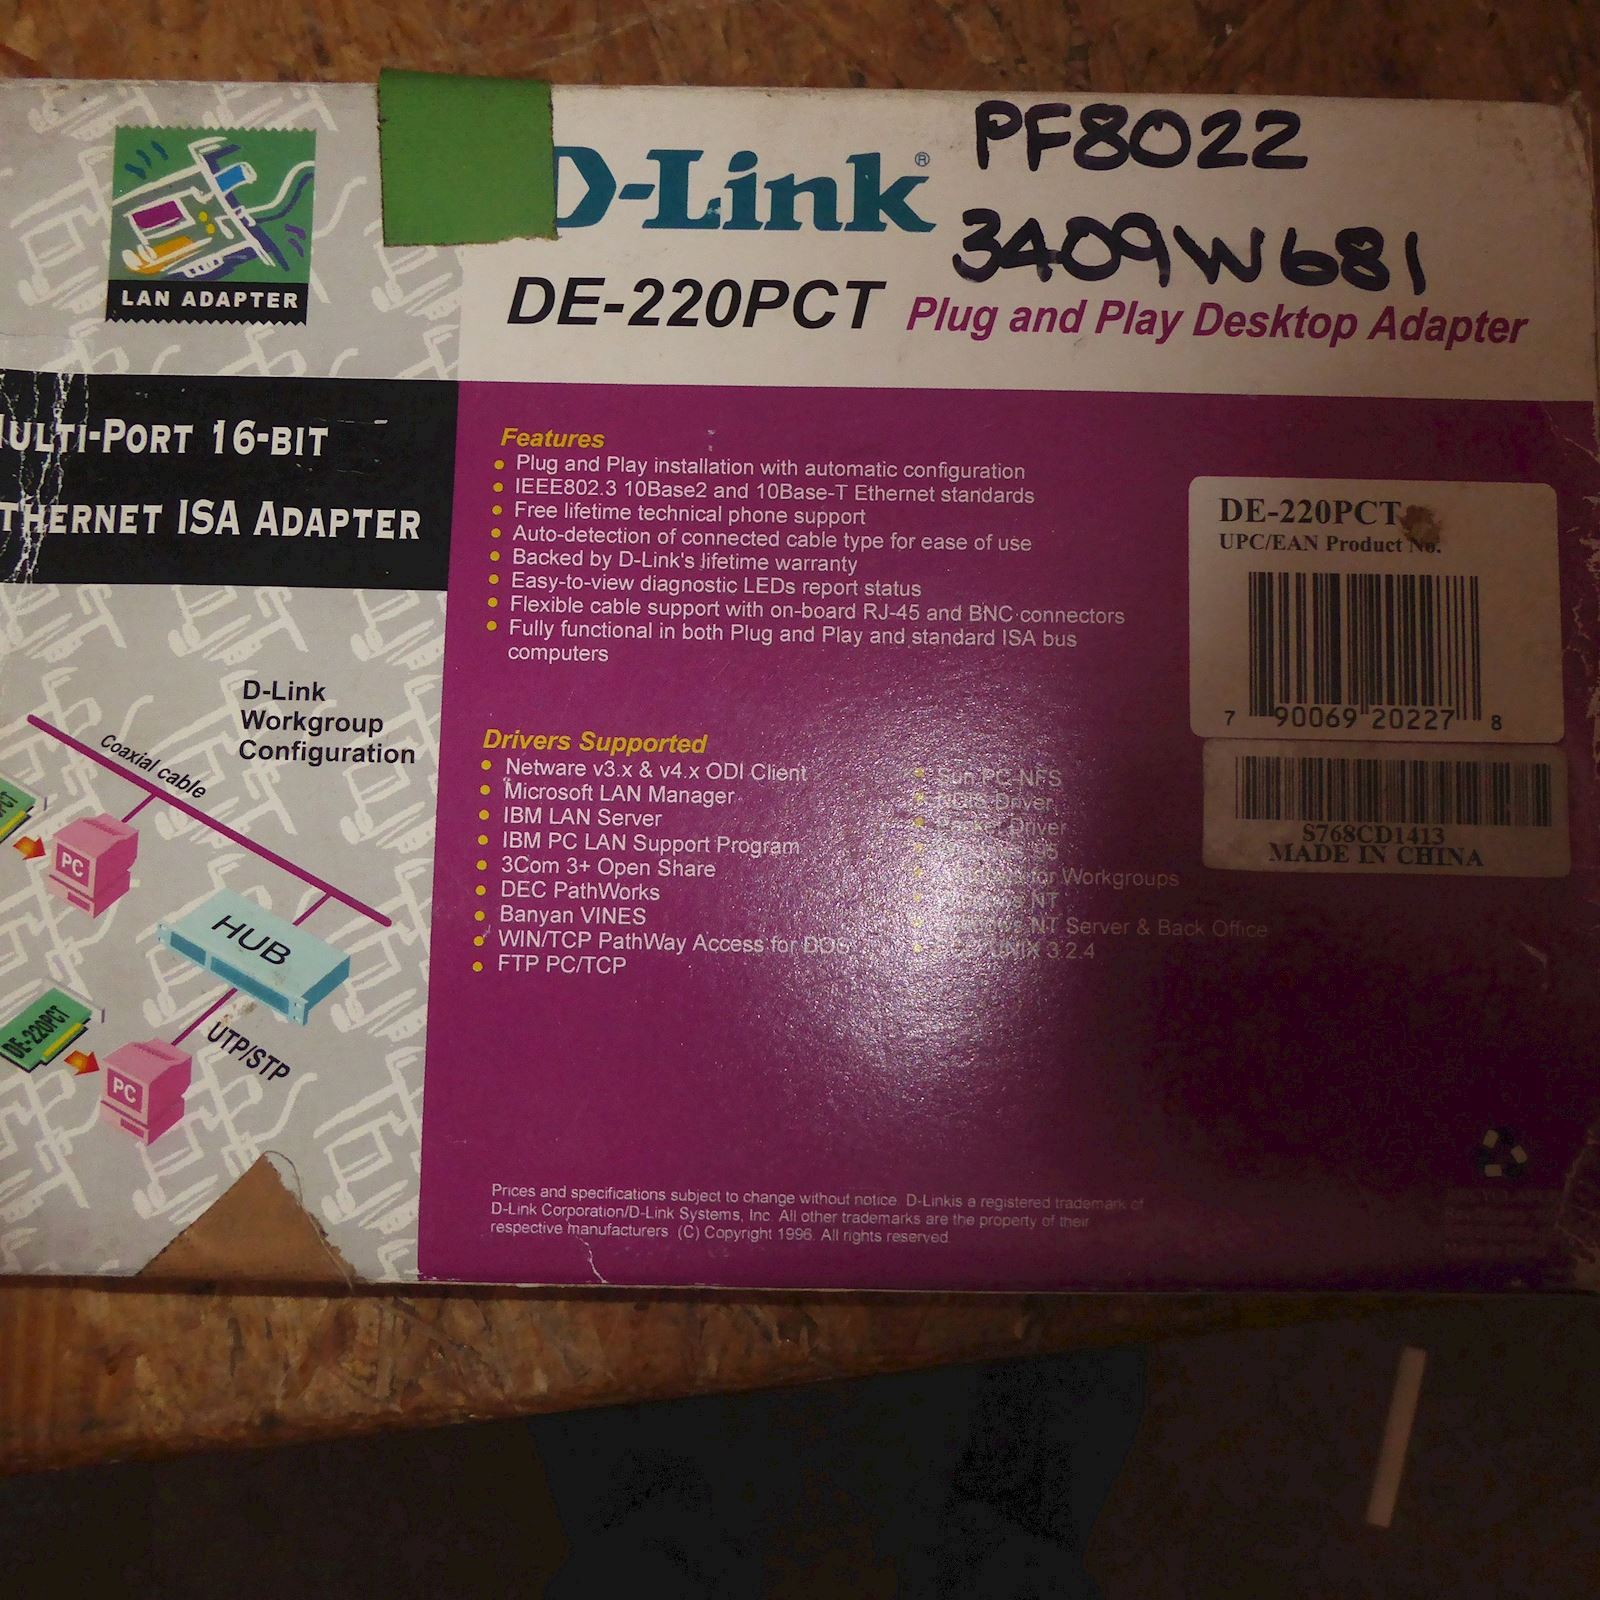 LAN ADAPTER
D-Link®
PF8022
3409W681
DE-220PCT Plug and Play Desktop Adapter
ULTI-PORT 16-BIT
THERNET ISA ADAPTER
Features
• Plug and Play installation with automatic configuration
• IEEE802.3 10Base2 and 10Base-T Ethernet standards
• Free lifetime technical phone support
• Auto-detection of connected cable type for ease of use
• Backed by D-Link's lifetime warranty
• Easy-to-view diagnostic LEDs report status
• Flexible cable support with on-board RJ-45 and BNC connectors
• Fully functional in both Plug and Play and standard ISA bus
computers
DE-220PCT
UPC/EAN Product No.
7 90069 20227 8
S768CD1413
MADE IN CHINA
D-Link
Workgroup
Configuration
Coaxial cable
PC
HUB
UTP/STP
DE-220PCT
PC
Drivers Supported
• Netware v3.x & v4.x ODI Client
• Microsoft LAN Manager
• IBM LAN Server
• IBM PC LAN Support Program
• 3Com 3+ Open Share
• DEC PathWorks
• Banyan VINES
• WIN/TCP PathWay Access for DOS
• FTP PC/TCP
• Sun PC-NFS
Driver
Packet Driver
95
for Workgroups
NT
Windows NT Server & Back Office
UNIX 3.2.4
Prices and specifications subject to change without notice. D-Linkis a registered trademark of
D-Link Corporation/D-Link Systems, Inc. All other trademarks are the property of their
respective manufacturers. (C) Copyright 1996. All rights reserved.